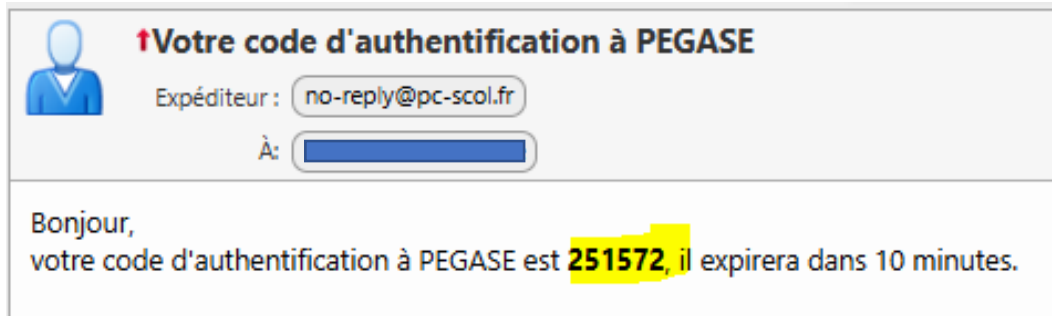 Votre code d'authentification à PEGASE
Expéditeur : no-reply@pc-scol.fr
À:
Bonjour,
votre code d'authentification à PEGASE est 251572, il expirera dans 10 minutes.